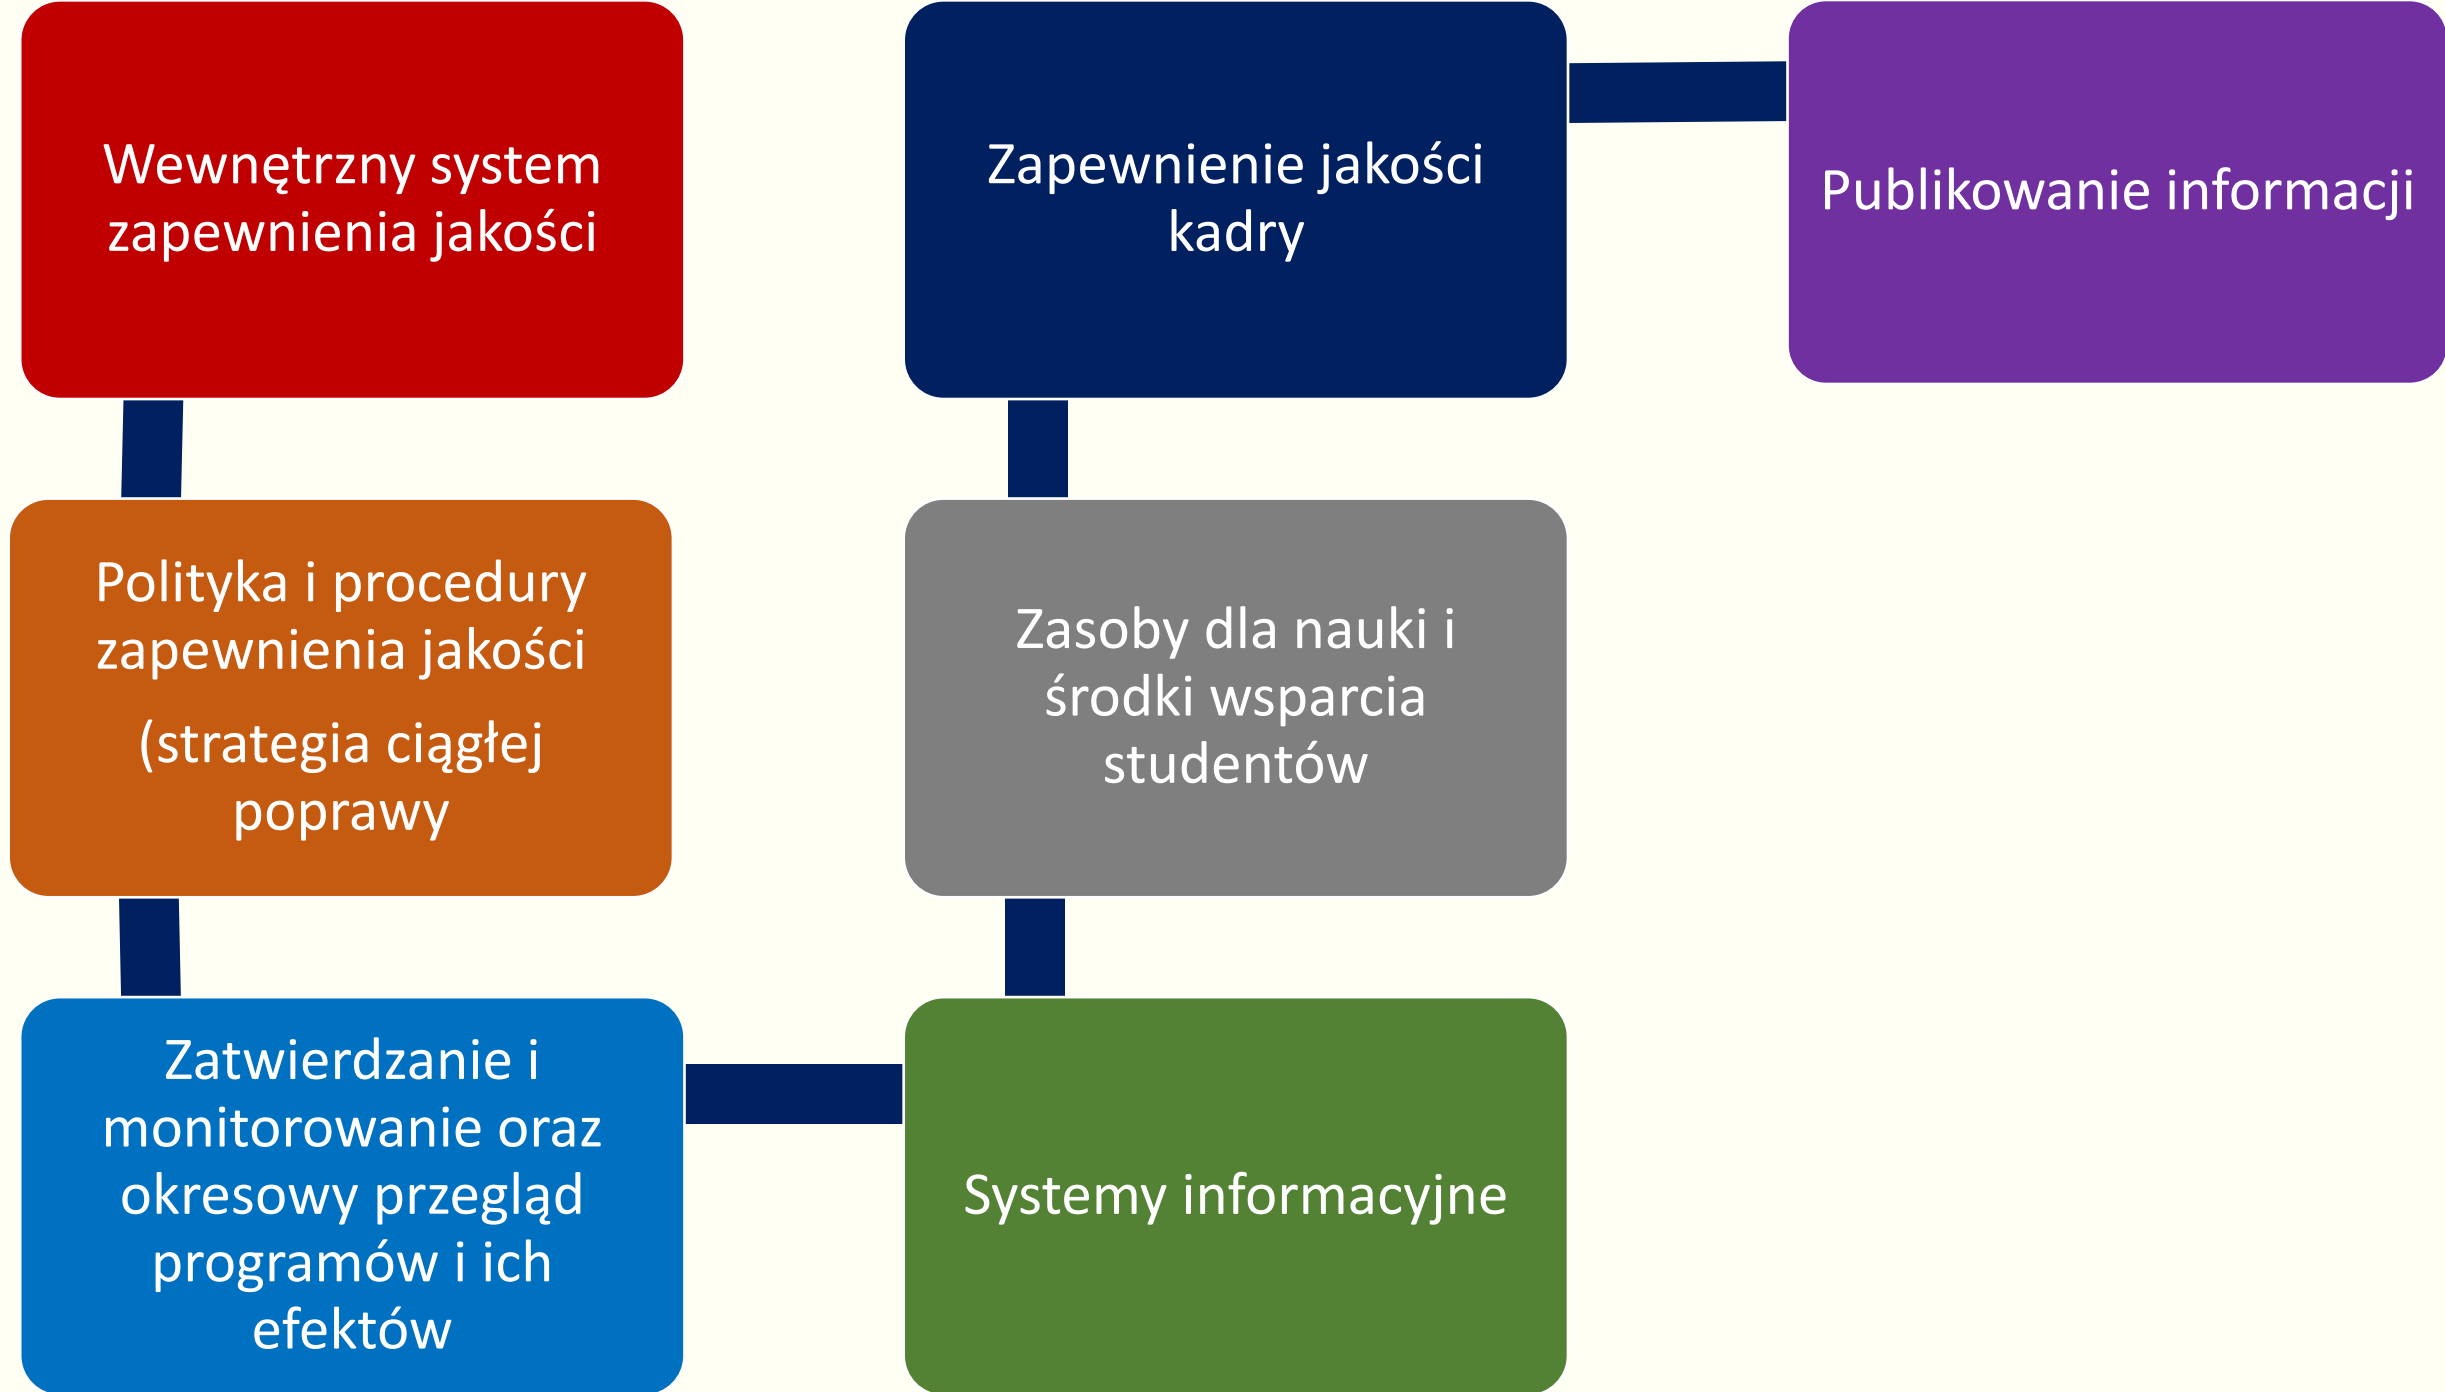 Wewnętrzny system
zapewnienia jakości
Polityka i procedury
zapewnienia jakości
(strategia ciągłej
poprawy
Zatwierdzanie i
monitorowanie oraz
okresowy przegląd
programów i ich
efektów
Systemy informacyjne
Zasoby dla nauki i
środki wsparcia
studentów
Zapewnienie jakości
kadry
Publikowanie informacji